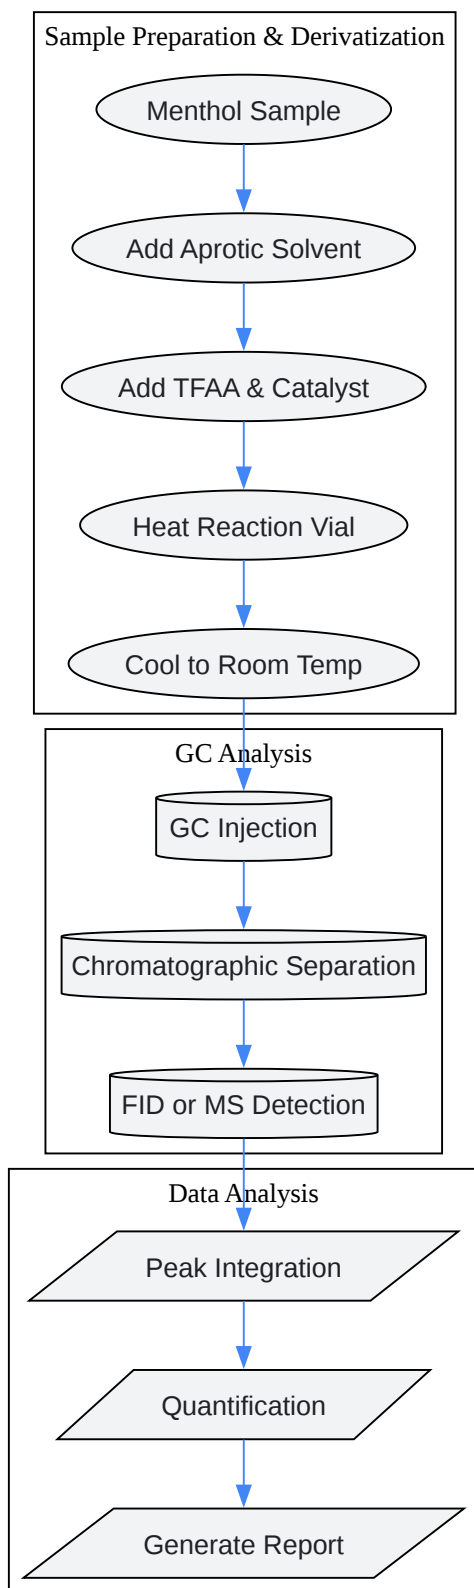 Sample Preparation & Derivatization
Menthol Sample
Add Aprotic Solvent
Add TFAA & Catalyst
Heat Reaction Vial
Cool to Room Temp
GC Analysis
GC Injection
Chromatographic Separation
FID or MS Detection
Data Analysis
Peak Integration
Quantification
Generate Report